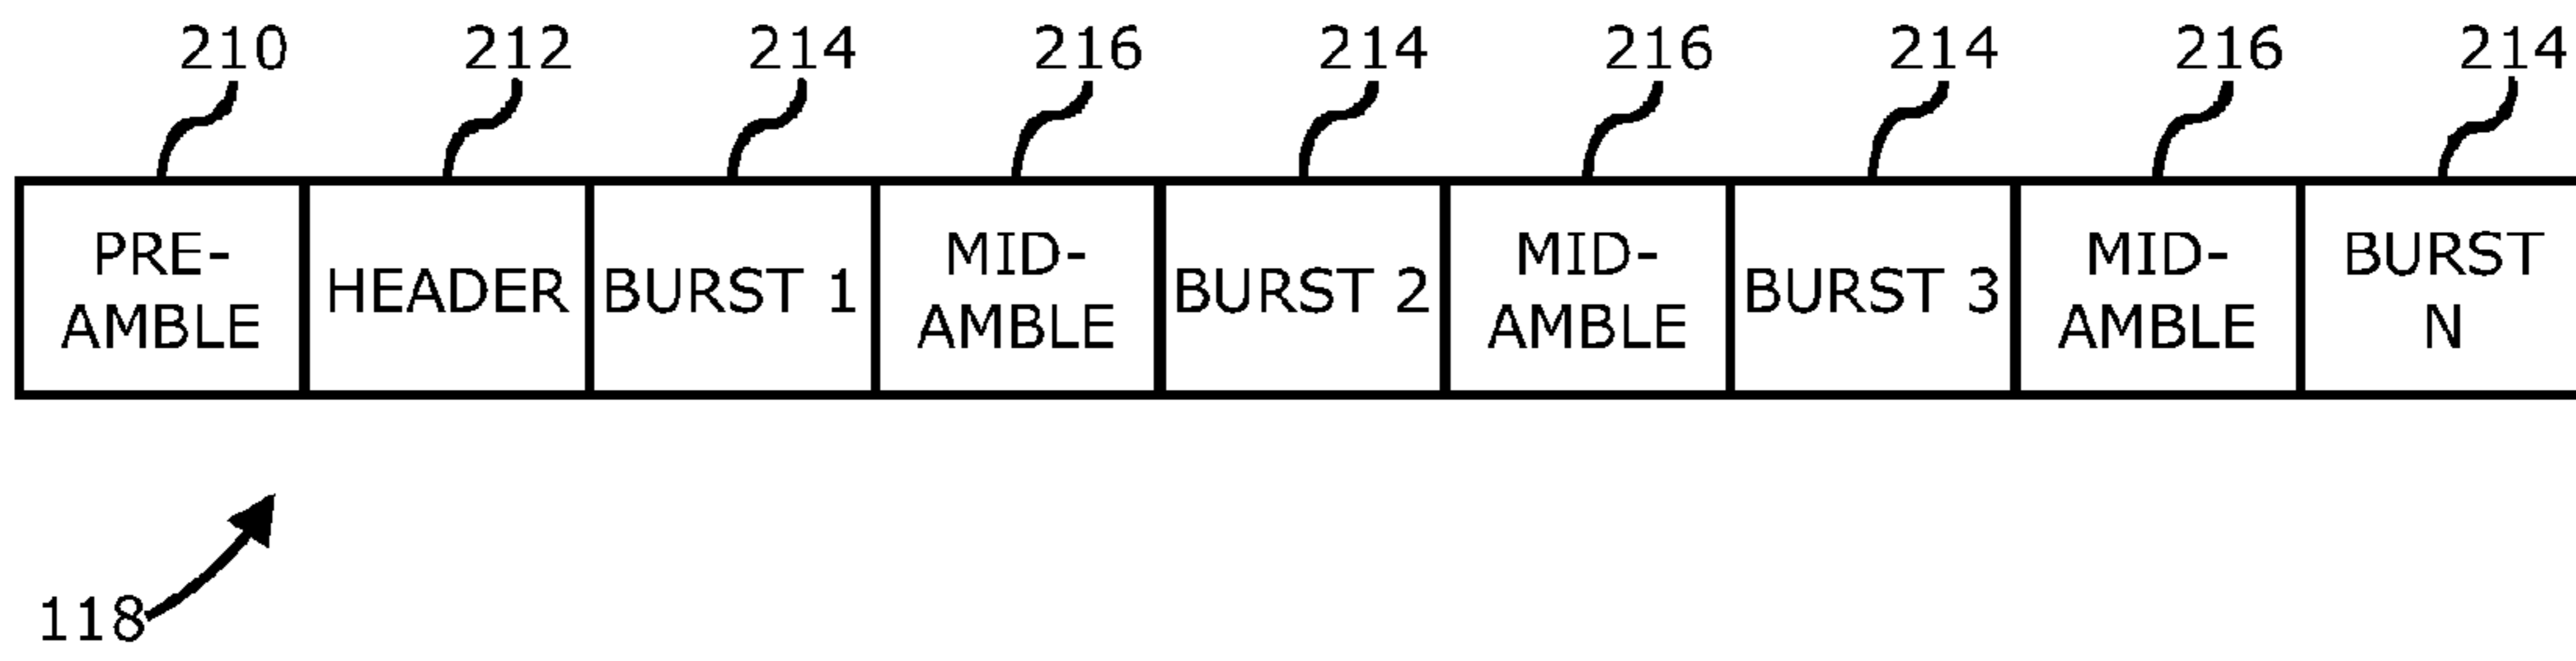 210 212 214 216 214 216 214 216 214
PRE-
AMBLE
HEADER
BURST 1
MID-
AMBLE
BURST 2
MID-
AMBLE
BURST 3
MID-
AMBLE
BURST
N
118